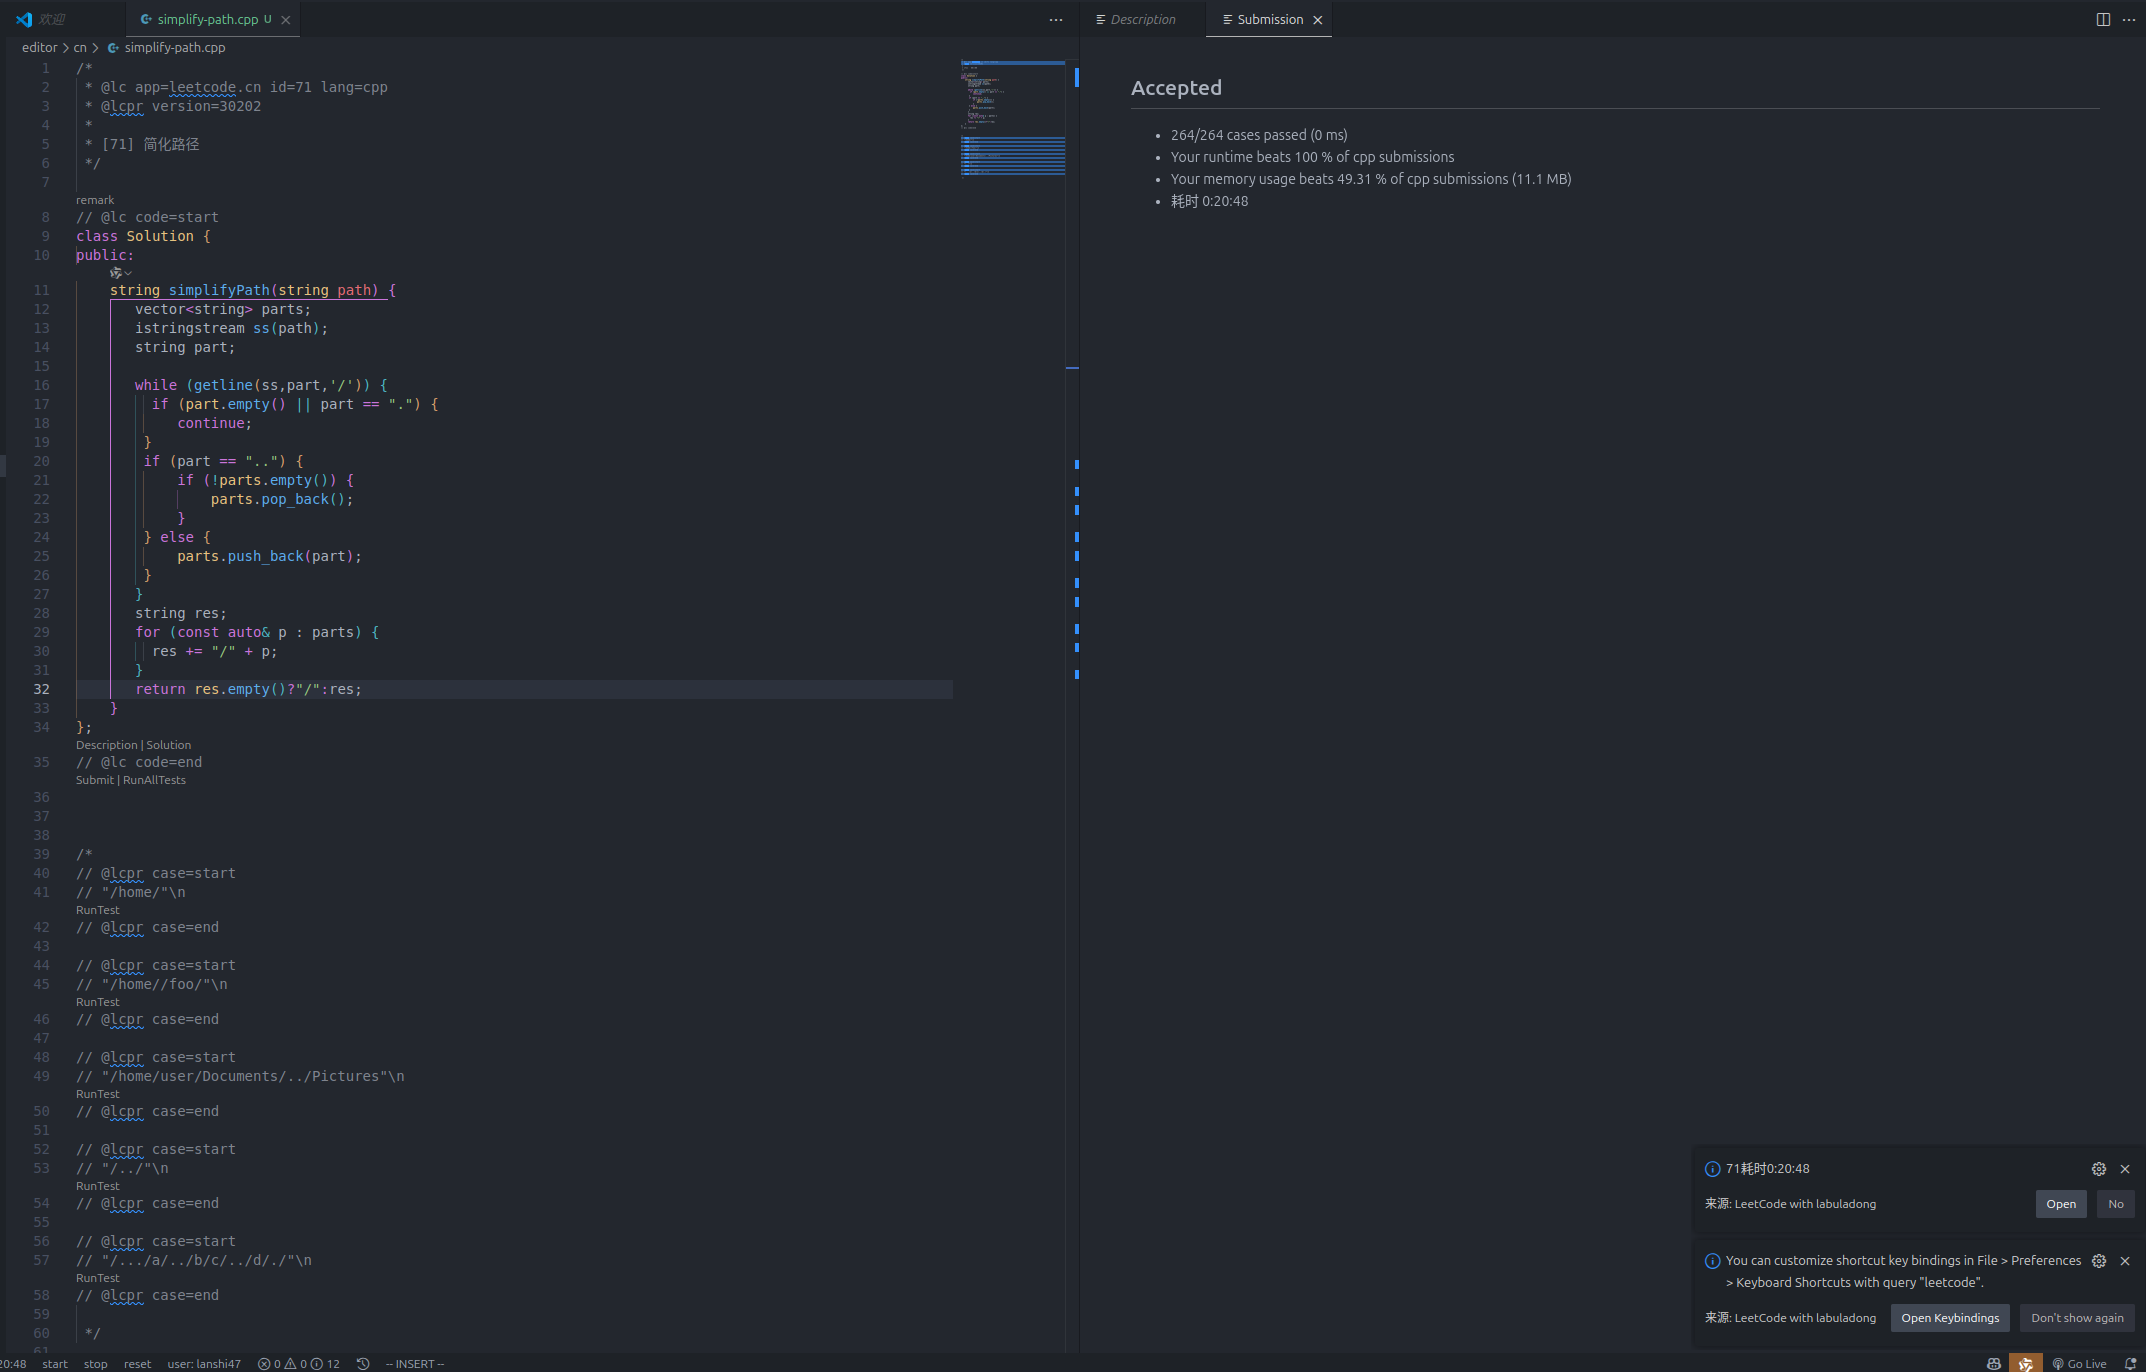 欢迎
simplify-path.cpp U
Description
Submission
editor > cn > simplify-path.cpp
1 /*
2  * @lc app=leetcode.cn id=71 lang=cpp
3  * @lcpr version=30202
4  *
5  * [71] 简化路径
6  */
7
remark
8 // @lc code=start
9 class Solution {
10 public:
11     string simplifyPath(string path) {
12        vector<string> parts;
13        istringstream ss(path);
14        string part;
15
16        while (getline(ss,part,'/')) {
17          if (part.empty() || part == ".") {
18             continue;
19         }
20         if (part == "..") {
21             if (!parts.empty()) {
22                 parts.pop_back();
23             }
24         } else {
25             parts.push_back(part);
26         }
27        }
28        string res;
29        for (const auto& p : parts) {
30          res += "/" + p;
31        }
32        return res.empty()?"/":res;
33     }
34 };
Description | Solution
35 // @lc code=end
Submit | RunAllTests
36
37
38
39 /*
40 // @lcpr case=start
41 // "/home/"\n
RunTest
42 // @lcpr case=end
43
44 // @lcpr case=start
45 // "/home//foo/"\n
RunTest
46 // @lcpr case=end
47
48 // @lcpr case=start
49 // "/home/user/Documents/../Pictures"\n
RunTest
50 // @lcpr case=end
51
52 // @lcpr case=start
53 // "/../"\n
RunTest
54 // @lcpr case=end
55
56 // @lcpr case=start
57 // "/.../a/../b/c/../d/./"\n
RunTest
58 // @lcpr case=end
59
60  */
61
Accepted
• 264/264 cases passed (0 ms)
• Your runtime beats 100 % of cpp submissions
• Your memory usage beats 49.31 % of cpp submissions (11.1 MB)
• 耗时 0:20:48
71耗时0:20:48
来源: LeetCode with labuladong
Open
No
You can customize shortcut key bindings in File > Preferences
> Keyboard Shortcuts with query "leetcode".
来源: LeetCode with labuladong
Open Keybindings
Don't show again
20:48 start stop reset user: lanshi47 0 0 12 -- INSERT --
Go Live